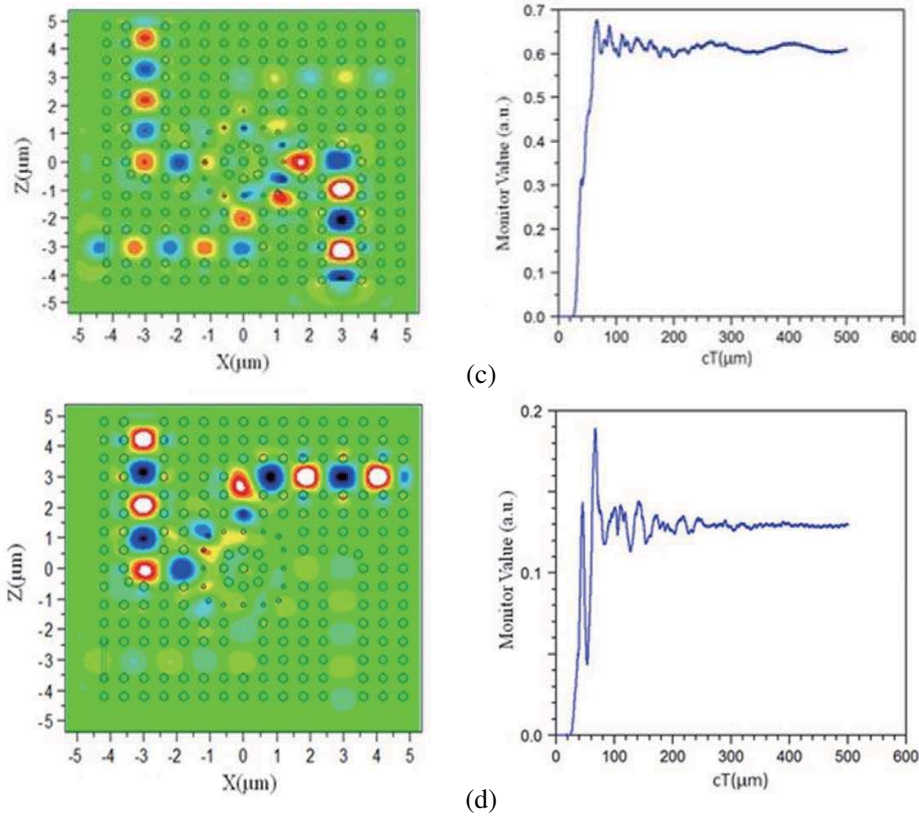 5
4
3
2
1
0
-1
-2
-3
-4
-5
Z(µm)
-5 -4 -3 -2 -1 0 1 2 3 4 5
X(µm)
0.7
0.6
0.5
0.4
0.3
0.2
0.1
0.0
Monitor Value (a.u.)
0 100 200 300 400 500 600
cT(µm)
(c)
5
4
3
2
1
0
-1
-2
-3
-4
-5
Z(µm)
-5 -4 -3 -2 -1 0 1 2 3 4 5
X(µm)
0.2
0.1
0.0
Monitor Value (a.u.)
0 100 200 300 400 500 600
cT(µm)
(d)